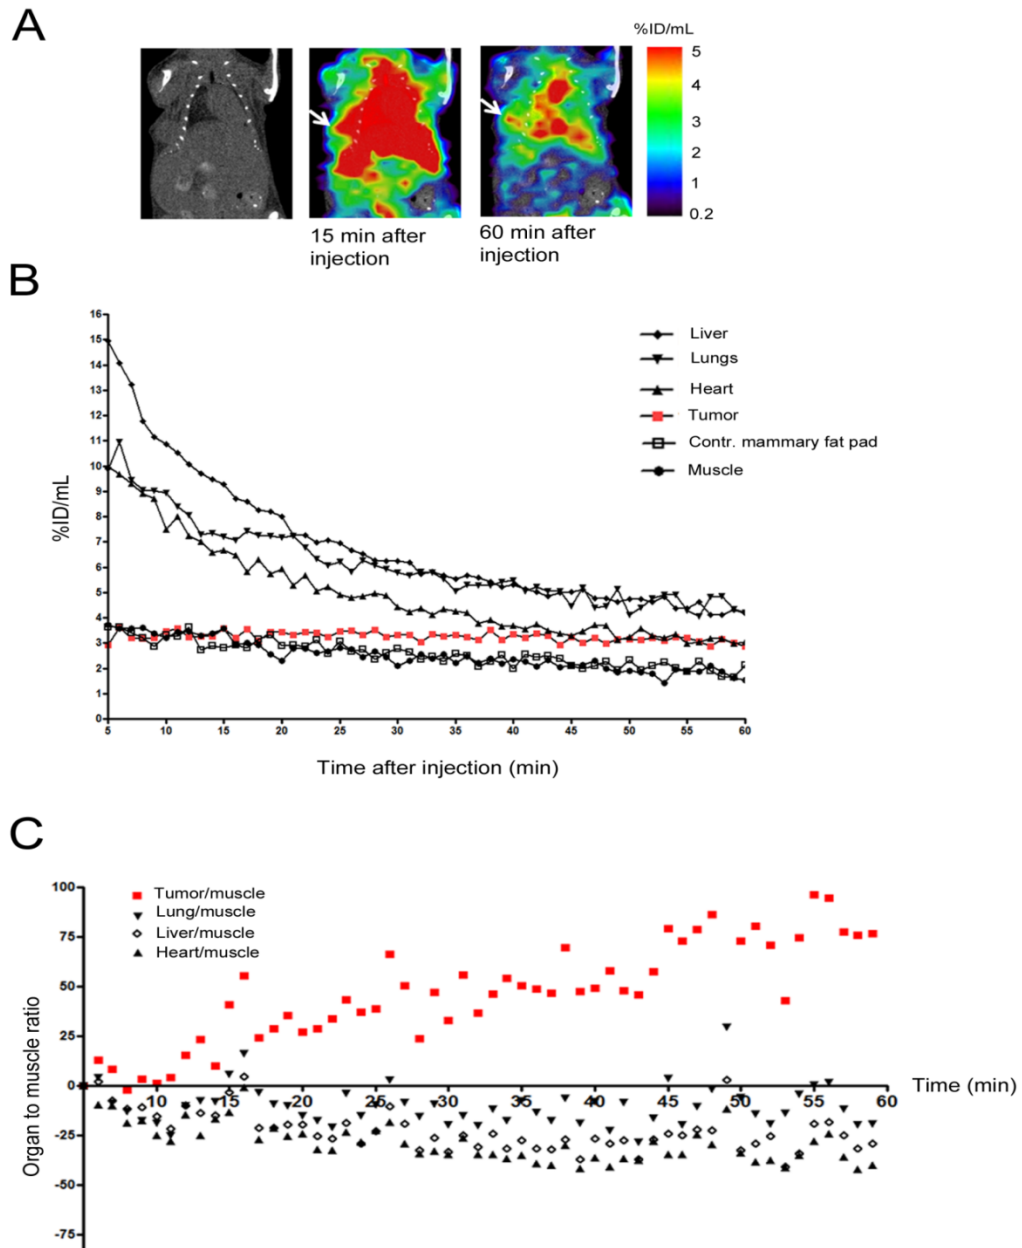 A
%ID/mL
5
4
3
2
1
0.2
15 min after
injection
60 min after
injection
B
16
15
14
13
12
11
10
9
8
7
6
5
4
3
2
1
0
%ID/mL
5 10 15 20 25 30 35 40 45 50 55 60
Time after injection (min)
Liver
Lungs
Heart
Tumor
Contr. mammary fat pad
Muscle
C
100
75
50
25
0
-25
-50
-75
Organ to muscle ratio
Tumor/muscle
Lung/muscle
Liver/muscle
Heart/muscle
10 15 20 25 30 35 40 45 50 55 60
Time (min)